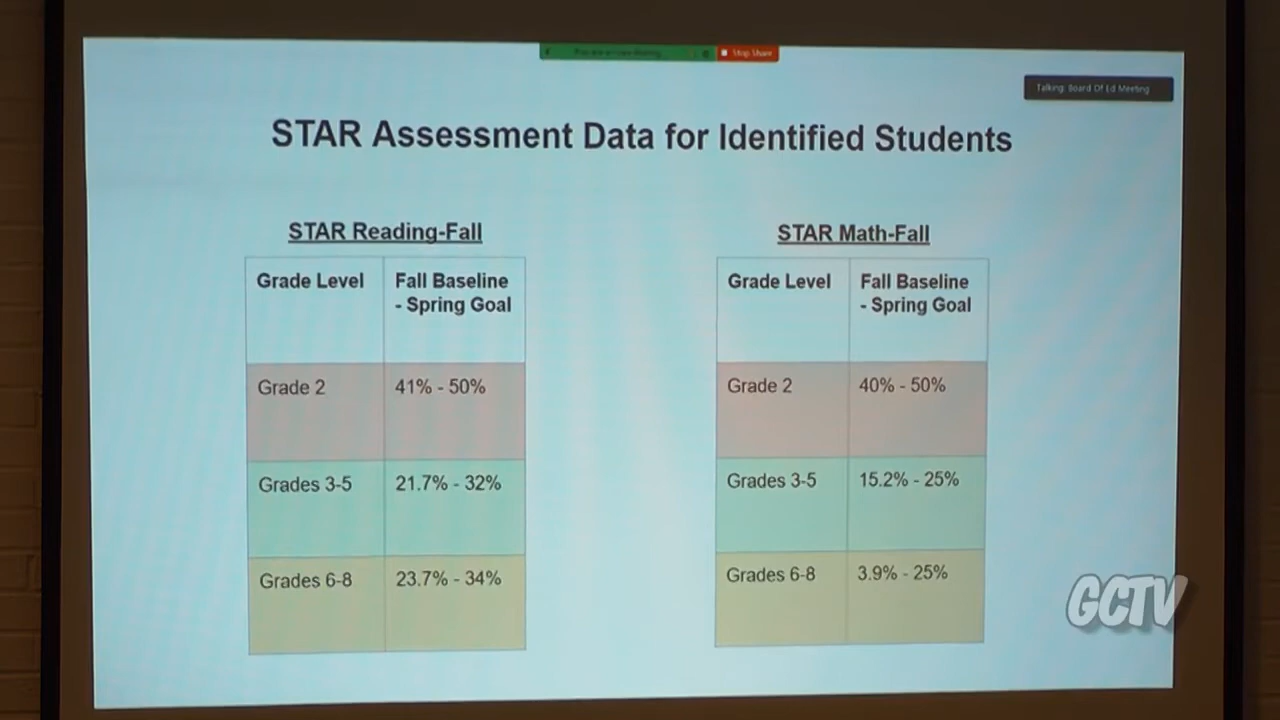 Stop Share
Talking: Board Of Ed Meeting
STAR Assessment Data for Identified Students
STAR Reading-Fall
Grade Level
Fall Baseline
- Spring Goal
Grade 2
41% - 50%
Grades 3-5
21.7% - 32%
Grades 6-8
23.7% - 34%
STAR Math-Fall
Grade Level
Fall Baseline
- Spring Goal
Grade 2
40% - 50%
Grades 3-5
15.2% - 25%
Grades 6-8
3.9% - 25%
GCTV